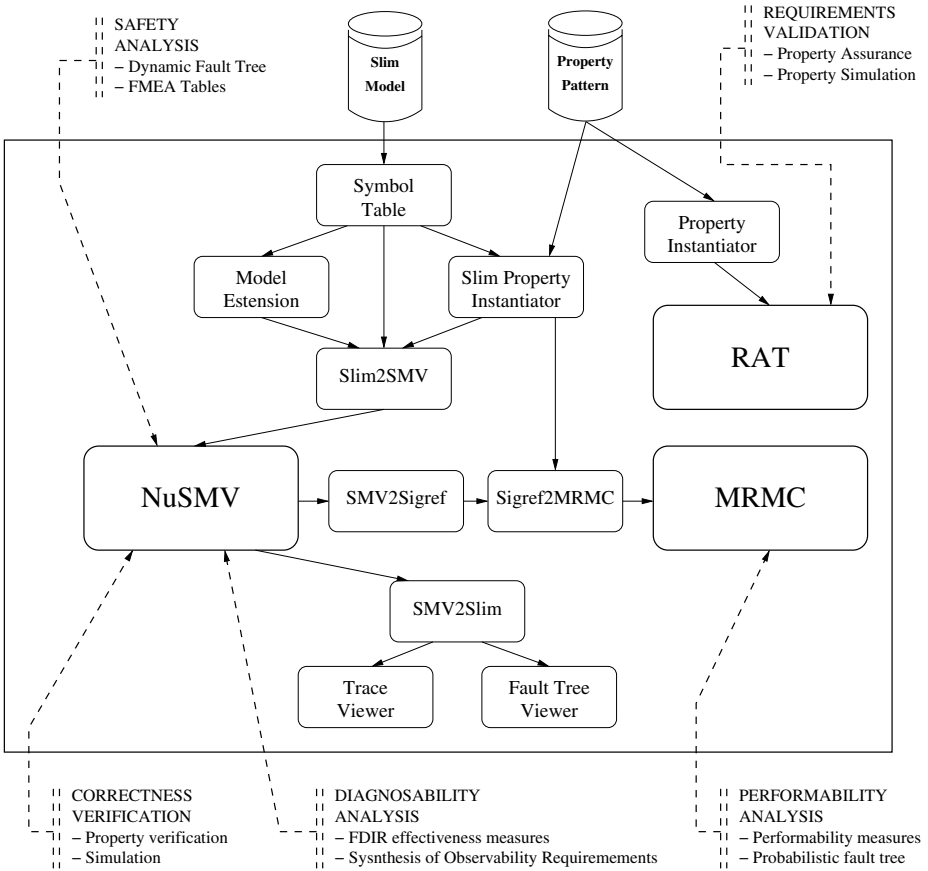 SAFETY
ANALYSIS
– Dynamic Fault Tree
– FMEA Tables
Slim
Model
Property
Pattern
REQUIREMENTS
VALIDATION
– Property Assurance
– Property Simulation
Symbol
Table
Property
Instantiator
Model
Estension
Slim Property
Instantiator
RAT
Slim2SMV
NuSMV
SMV2Sigref
Sigref2MRMC
MRMC
SMV2Slim
Trace
Viewer
Fault Tree
Viewer
CORRECTNESS
VERIFICATION
– Property verification
– Simulation
DIAGNOSABILITY
ANALYSIS
– FDIR effectiveness measures
– Sysnthesis of Observability Requiremements
PERFORMABILITY
ANALYSIS
– Performability measures
– Probabilistic fault tree